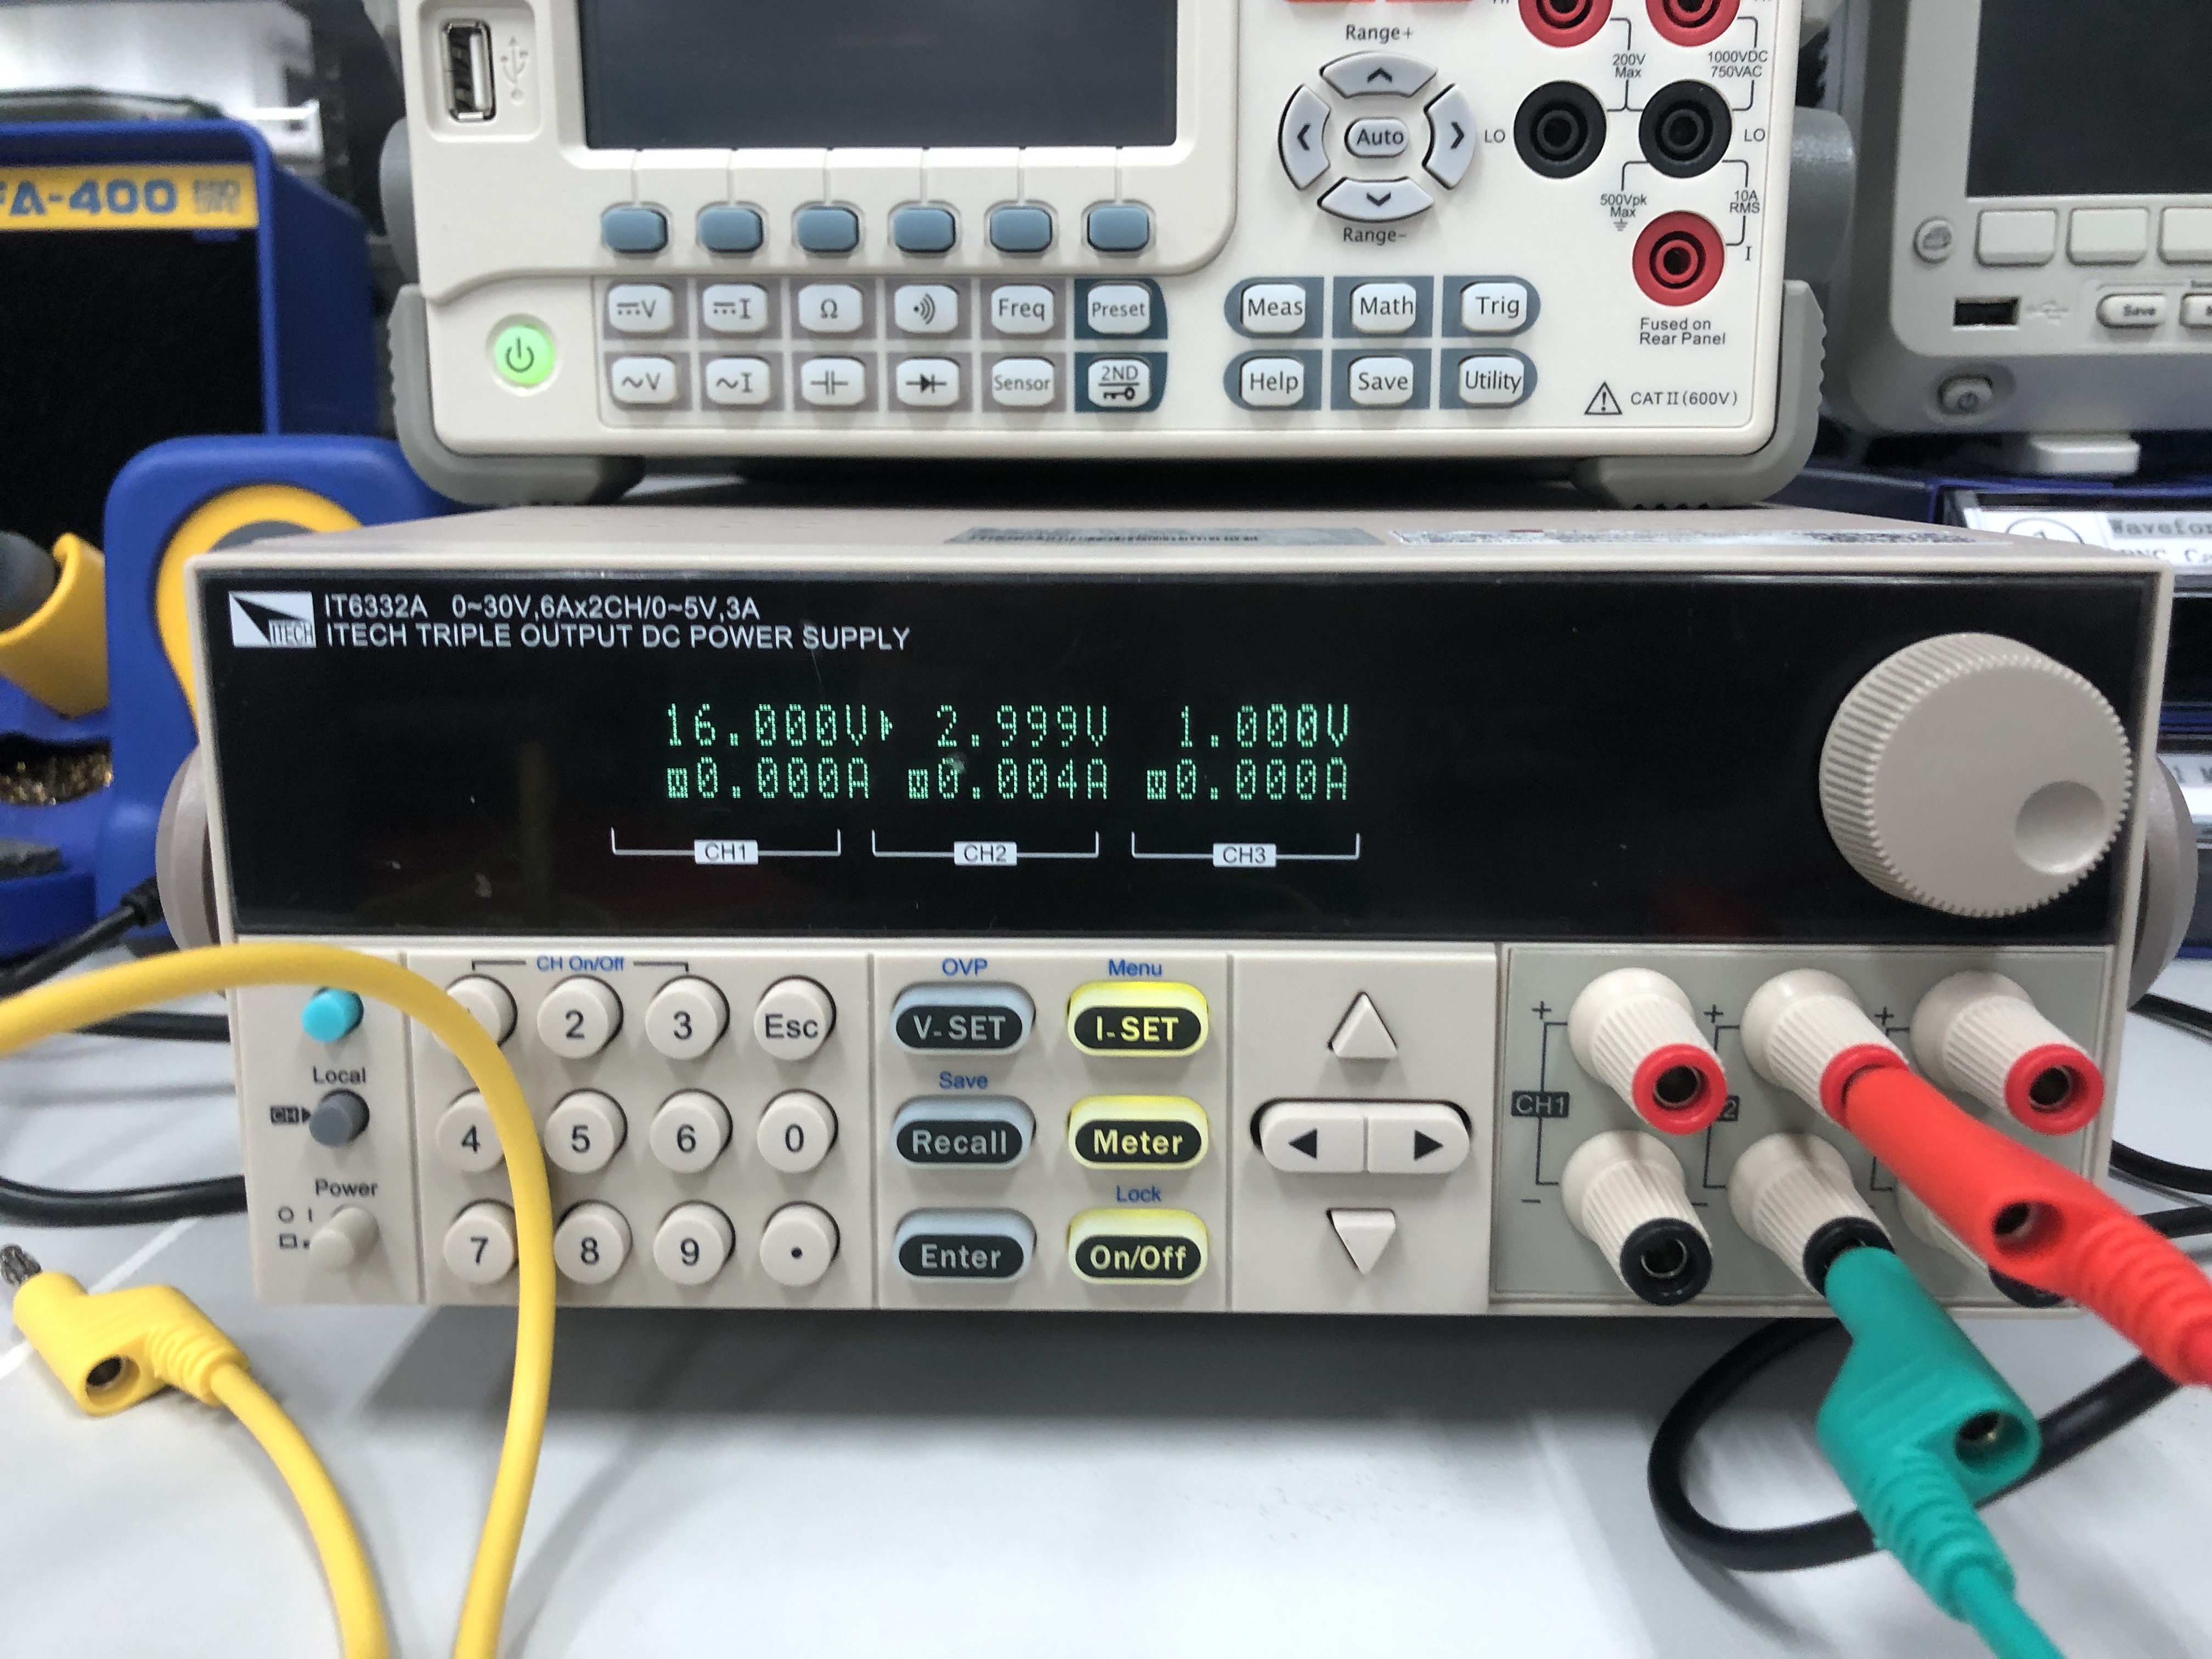 FA-400
Range+
Auto
Range-
200V
Max
1000VDC
750VAC
LO
LO
500Vpk
Max
10A
RMS
I
Fused on
Rear Panel
⎓V ⎓I Ω Freq Preset
~V ~I Sensor 2ND
Meas Math Trig
Help Save Utility
CAT II (600V)
Save
ITECH
IT6332A 0~30V,6Ax2CH/0~5V,3A
ITECH TRIPLE OUTPUT DC POWER SUPPLY
16.000V 2.999V 1.000V
0.000A 0.004A 0.000A
CH1 CH2 CH3
CH On/Off
2 3 Esc
4 5 6 0
7 8 9 •
Local
CH
Power
OVP
V-SET
Menu
I-SET
Save
Recall
Meter
Enter
Lock
On/Off
+ + +
CH1
2
−